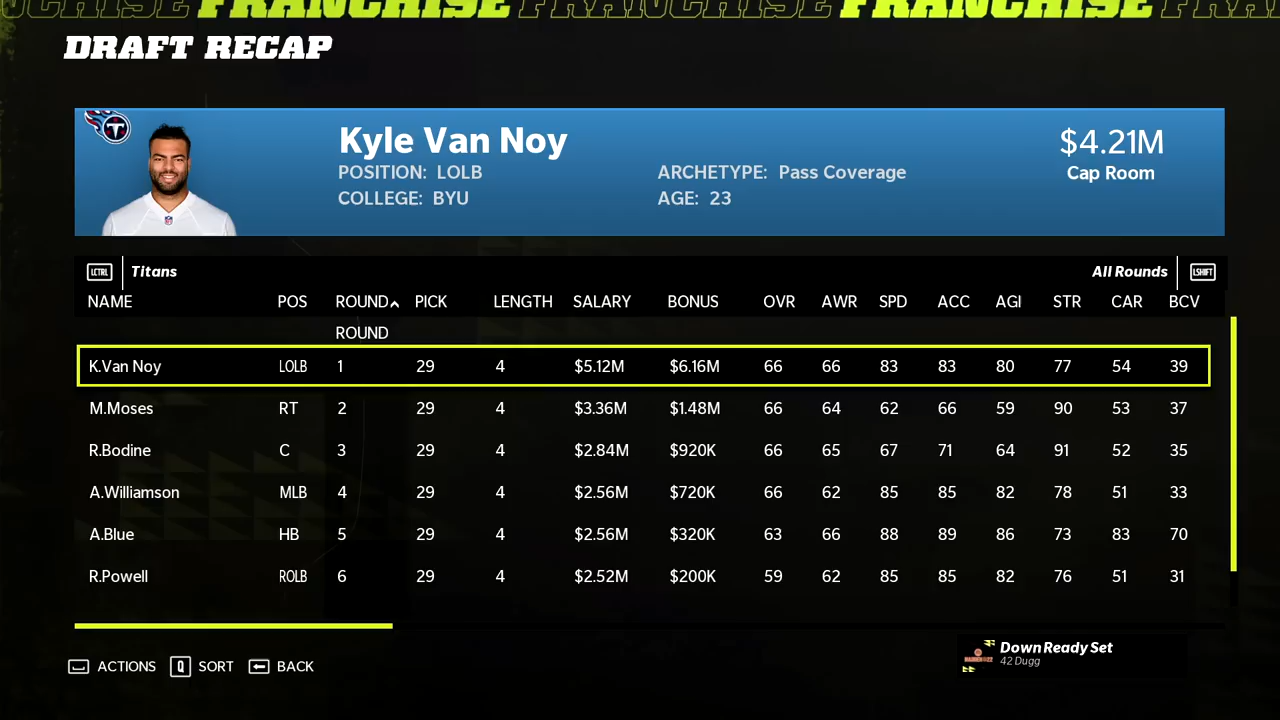 FRANCHISE FRANCHISE FRANCHISE FRANCHISE FRAN
DRAFT RECAP
Kyle Van Noy
POSITION: LOLB
COLLEGE: BYU
ARCHETYPE: Pass Coverage
AGE: 23
$4.21M
Cap Room
LCTRL Titans All Rounds LSHIFT
NAME POS ROUND PICK LENGTH SALARY BONUS OVR AWR SPD ACC AGI STR CAR BCV
ROUND
K.Van Noy LOLB 1 29 4 $5.12M $6.16M 66 66 83 83 80 77 54 39
M.Moses RT 2 29 4 $3.36M $1.48M 66 64 62 66 59 90 53 37
R.Bodine C 3 29 4 $2.84M $920K 66 65 67 71 64 91 52 35
A.Williamson MLB 4 29 4 $2.56M $720K 66 62 85 85 82 78 51 33
A.Blue HB 5 29 4 $2.56M $320K 63 66 88 89 86 73 83 70
R.Powell ROLB 6 29 4 $2.52M $200K 59 62 85 85 82 76 51 31
ACTIONS Q SORT BACK
Down Ready Set
42 Dugg